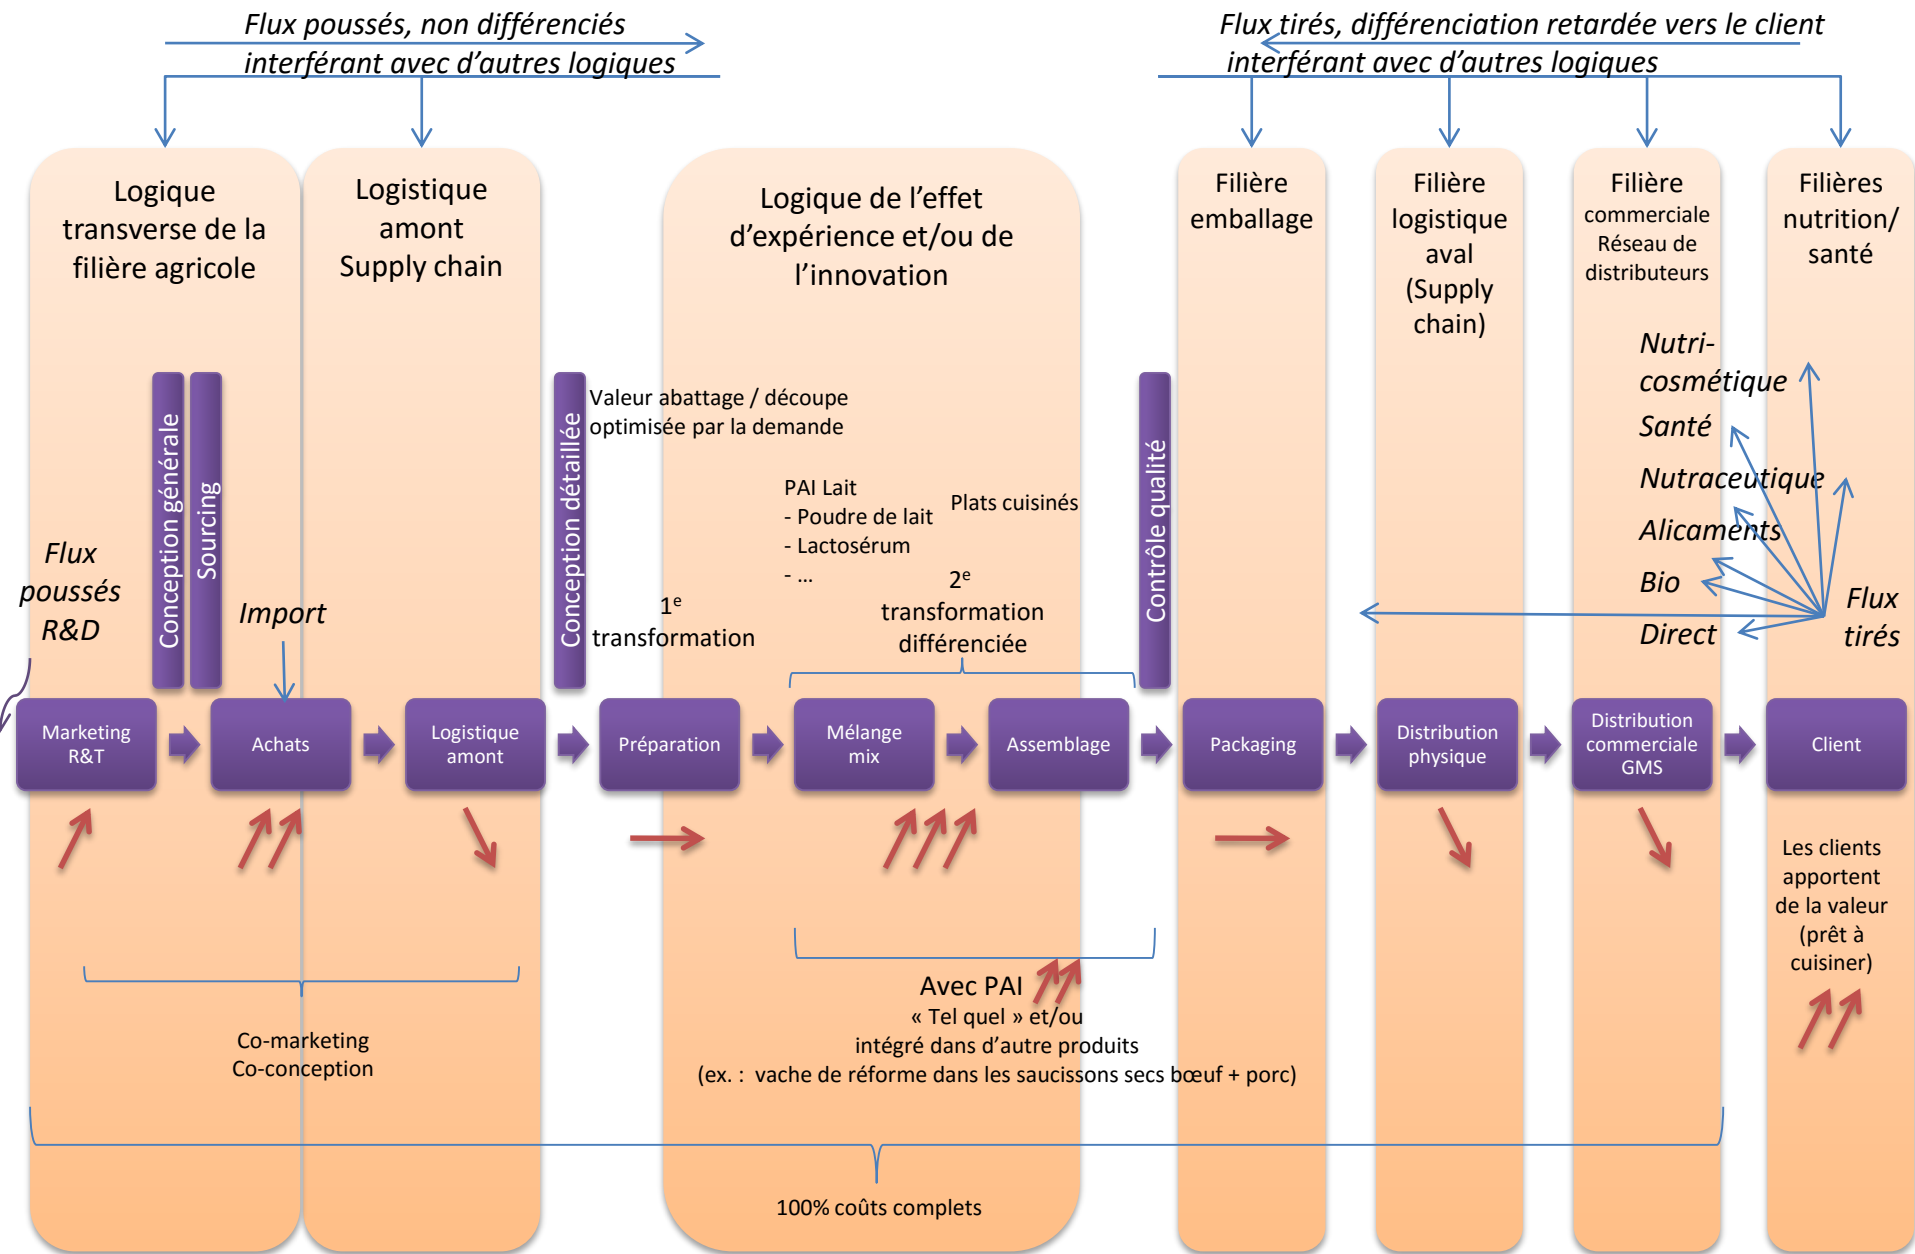 Flux poussés, non différenciés
interférant avec d'autres logiques
Flux tirés, différenciation retardée vers le client
interférant avec d'autres logiques
Logique
transverse de la
filière agricole
Logistique
amont
Supply chain
Logique de l'effet
d'expérience et/ou de
l'innovation
Filière
emballage
Filière
logistique
aval
(Supply
chain)
Filière
commerciale
Réseau de
distributeurs
Filières
nutrition/
santé
Conception générale
Sourcing
Conception détaillée
Valeur abattage / découpe
optimisée par la demande
PAI Lait
- Poudre de lait
- Lactosérum
- ...
Plats cuisinés
Contrôle qualité
Nutri-
cosmétique
Santé
Nutraceutique
Alicaments
Bio
Direct
Flux
tirés
Flux
poussés
R&D
Import
1e
transformation
2e
transformation
différenciée
Marketing
R&T
Achats
Logistique
amont
Préparation
Mélange
mix
Assemblage
Packaging
Distribution
physique
Distribution
commerciale
GMS
Client
Les clients
apportent
de la valeur
(prêt à
cuisiner)
Avec PAI
« Tel quel » et/ou
intégré dans d'autre produits
(ex. : vache de réforme dans les saucissons secs bœuf + porc)
Co-marketing
Co-conception
100% coûts complets